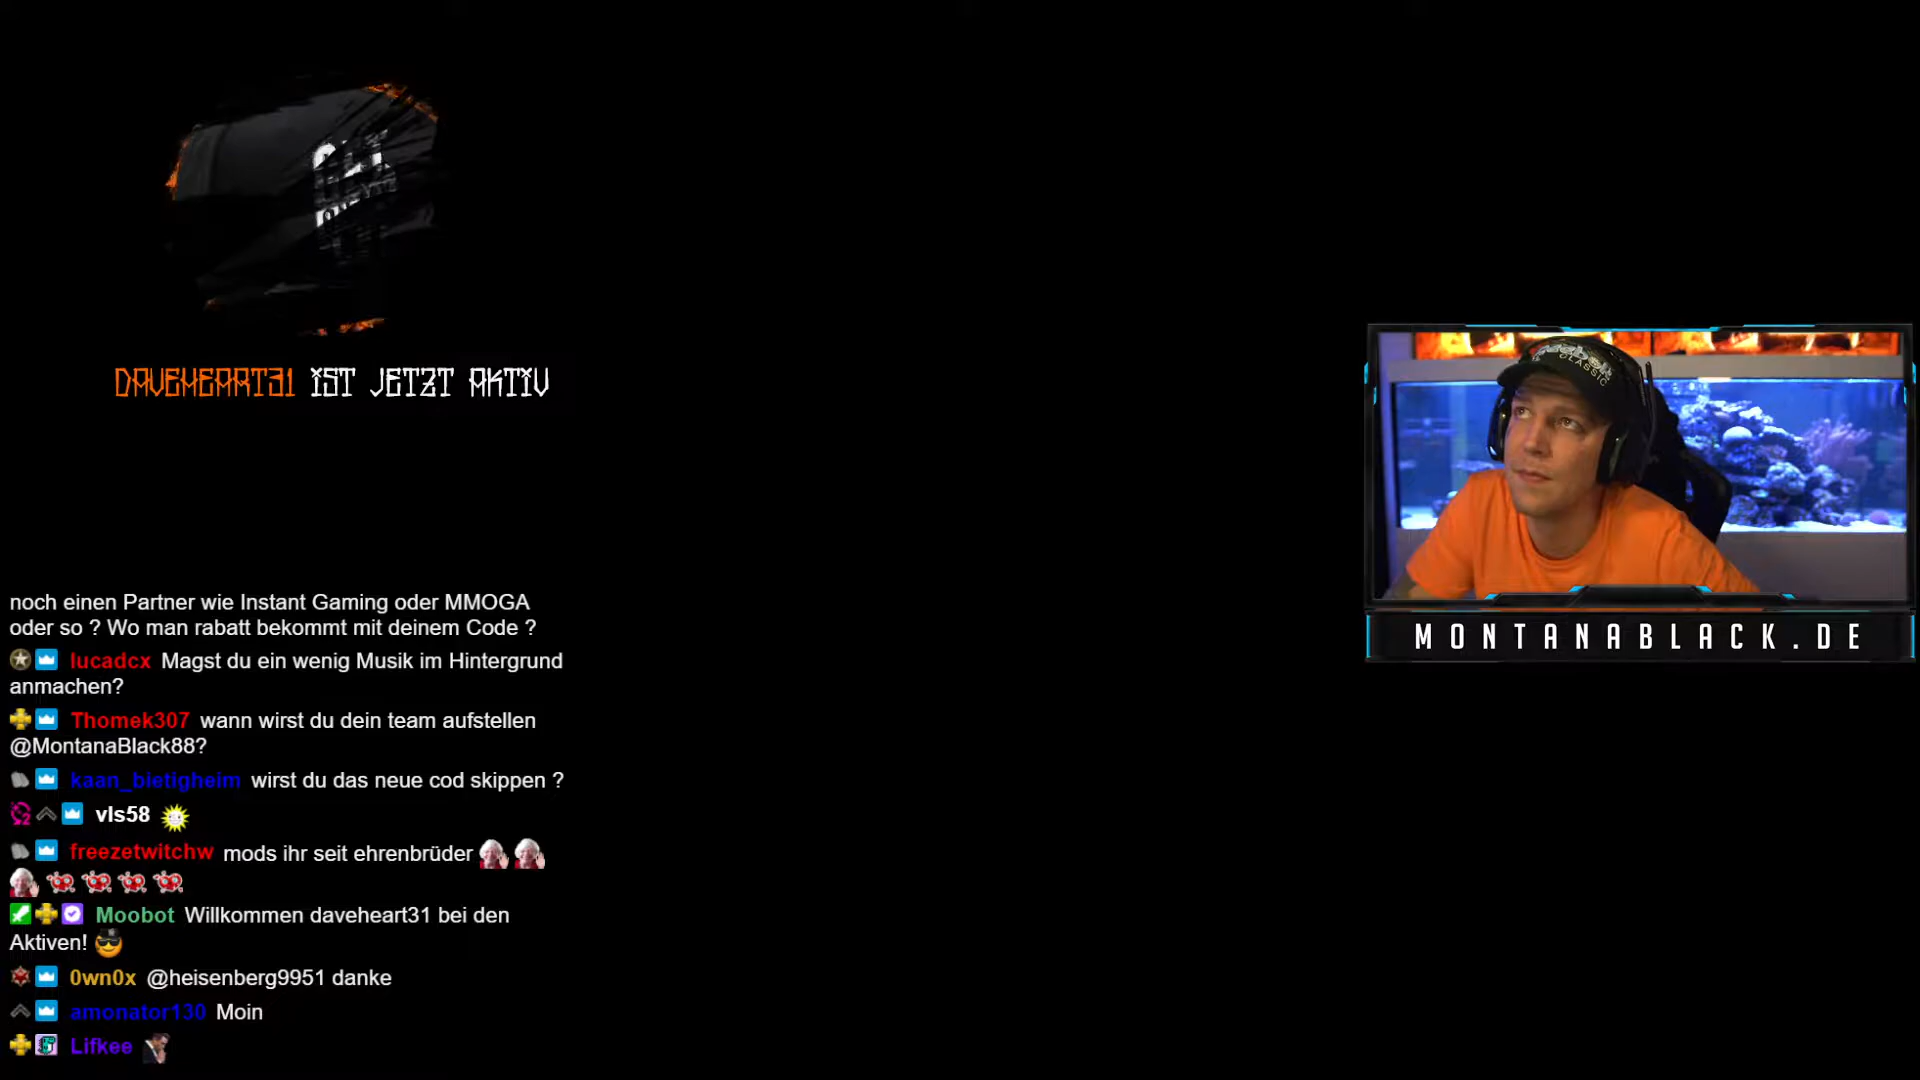 DAVEHEART31 IST JETZT AKTIV
noch einen Partner wie Instant Gaming oder MMOGA
oder so ? Wo man rabatt bekommt mit deinem Code ?
lucadcx Magst du ein wenig Musik im Hintergrund
anmachen?
Thomek307 wann wirst du dein team aufstellen
@MontanaBlack88?
kaan_bietigheim wirst du das neue cod skippen ?
vls58
freezetwitchw mods ihr seit ehrenbrüder
Moobot Willkommen daveheart31 bei den
Aktiven!
0wn0x @heisenberg9951 danke
amonator130 Moin
Lifkee
Reebok
CLASSIC
MONTANABLACK.DE